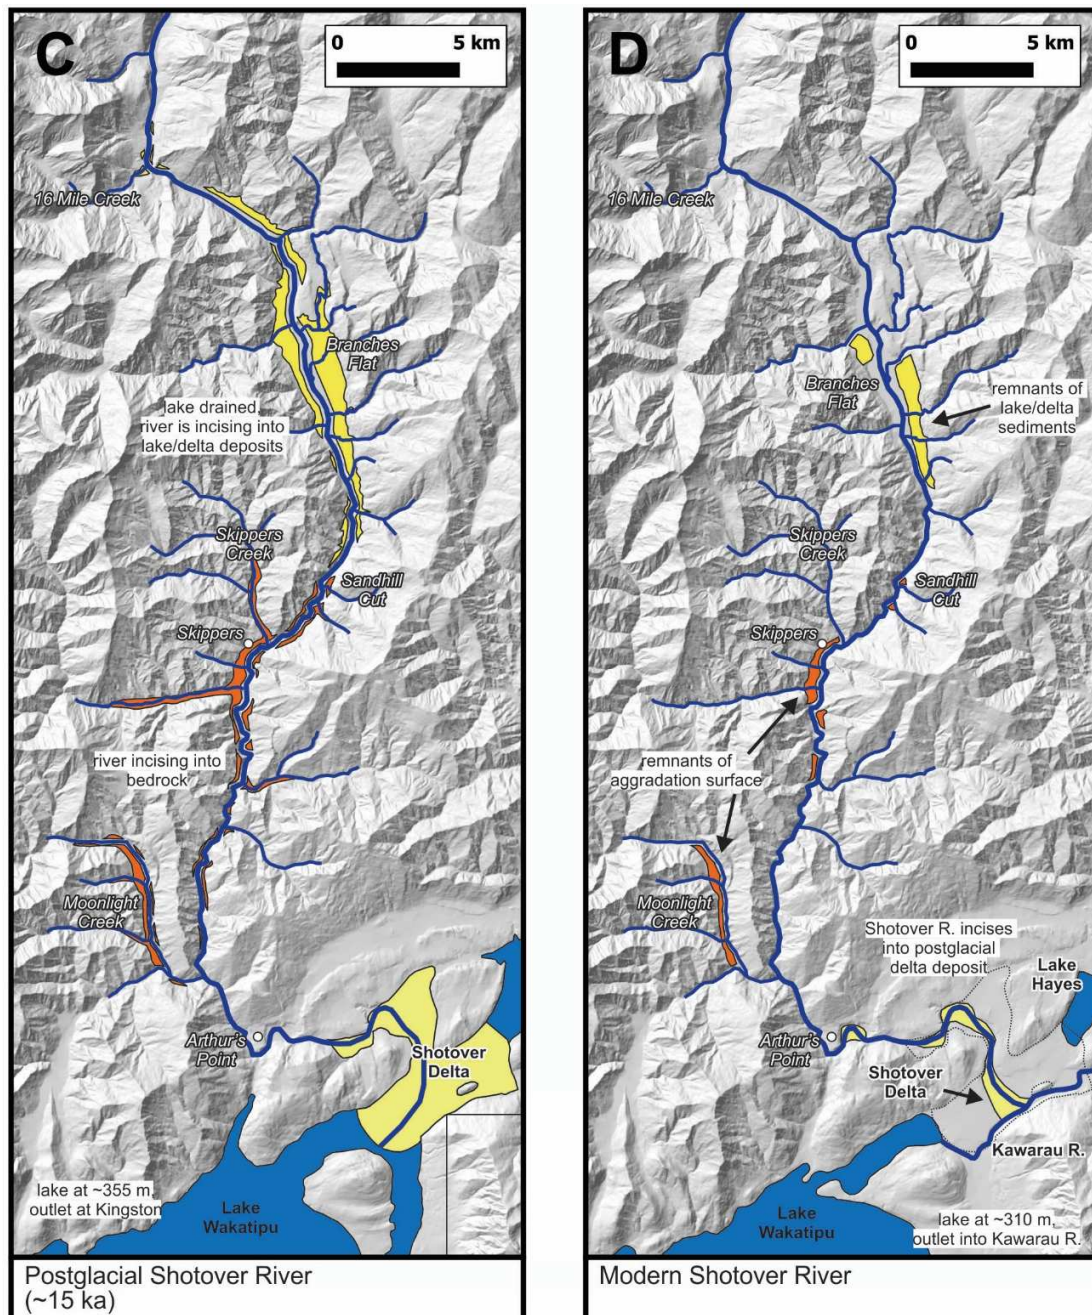 C
0 5 km
16 Mile Creek
Branches
Flat
lake drained,
river is incising into
lake/delta deposits
Skippers
Creek
Sandhill
Cut
Skippers
river incising into
bedrock
Moonlight
Creek
Arthur's
Point
Shotover
Delta
lake at ~355 m,
outlet at Kingston
Lake
Wakatipu
Postglacial Shotover River
(~15 ka)
D
0 5 km
16 Mile Creek
Branches
Flat
remnants of
lake/delta
sediments
Skippers
Creek
Sandhill
Cut
Skippers
remnants of
aggradation surface
Moonlight
Creek
Shotover R. incises
into postglacial
delta deposit
Lake
Hayes
Arthur's
Point
Shotover
Delta
Kawarau R.
Lake
Wakatipu
lake at ~310 m,
outlet into Kawarau R.
Modern Shotover River